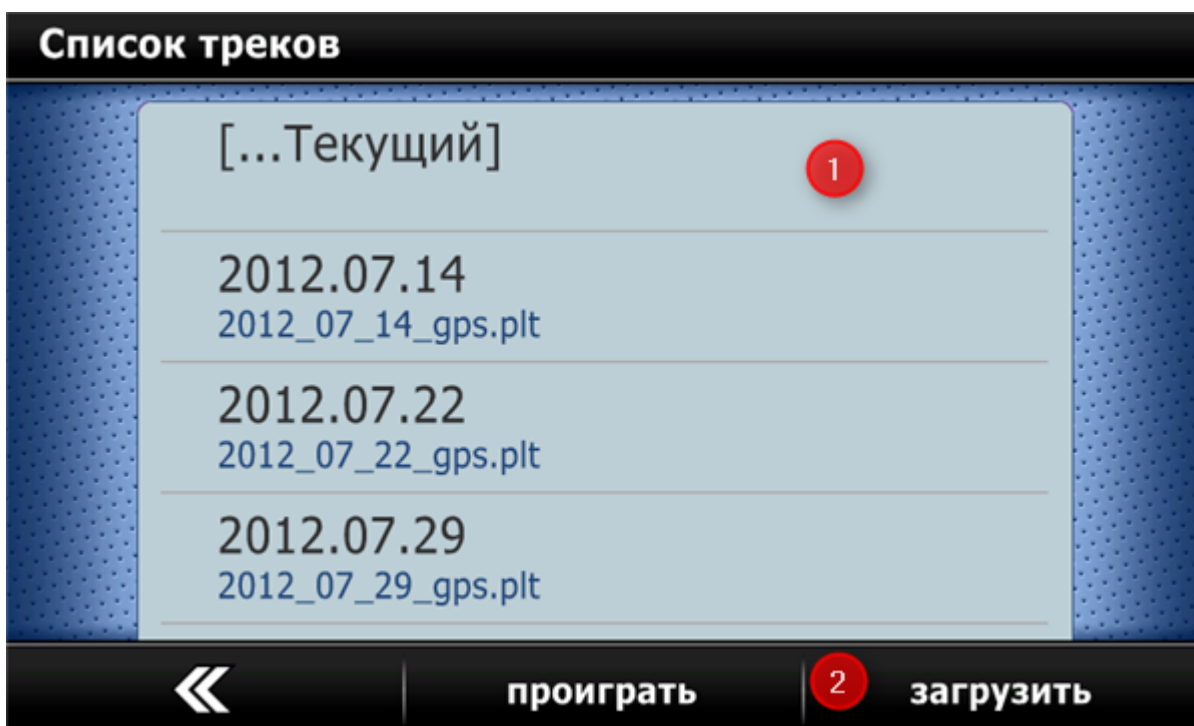 Список треков
[...Текущий]
1
2012.07.14
2012_07_14_gps.plt
2012.07.22
2012_07_22_gps.plt
2012.07.29
2012_07_29_gps.plt
проиграть
2
загрузить